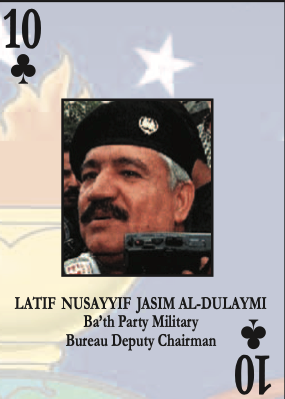 10
LATIF NUSAYYIF JASIM AL-DULAYMI
Ba'th Party Military
Bureau Deputy Chairman
10